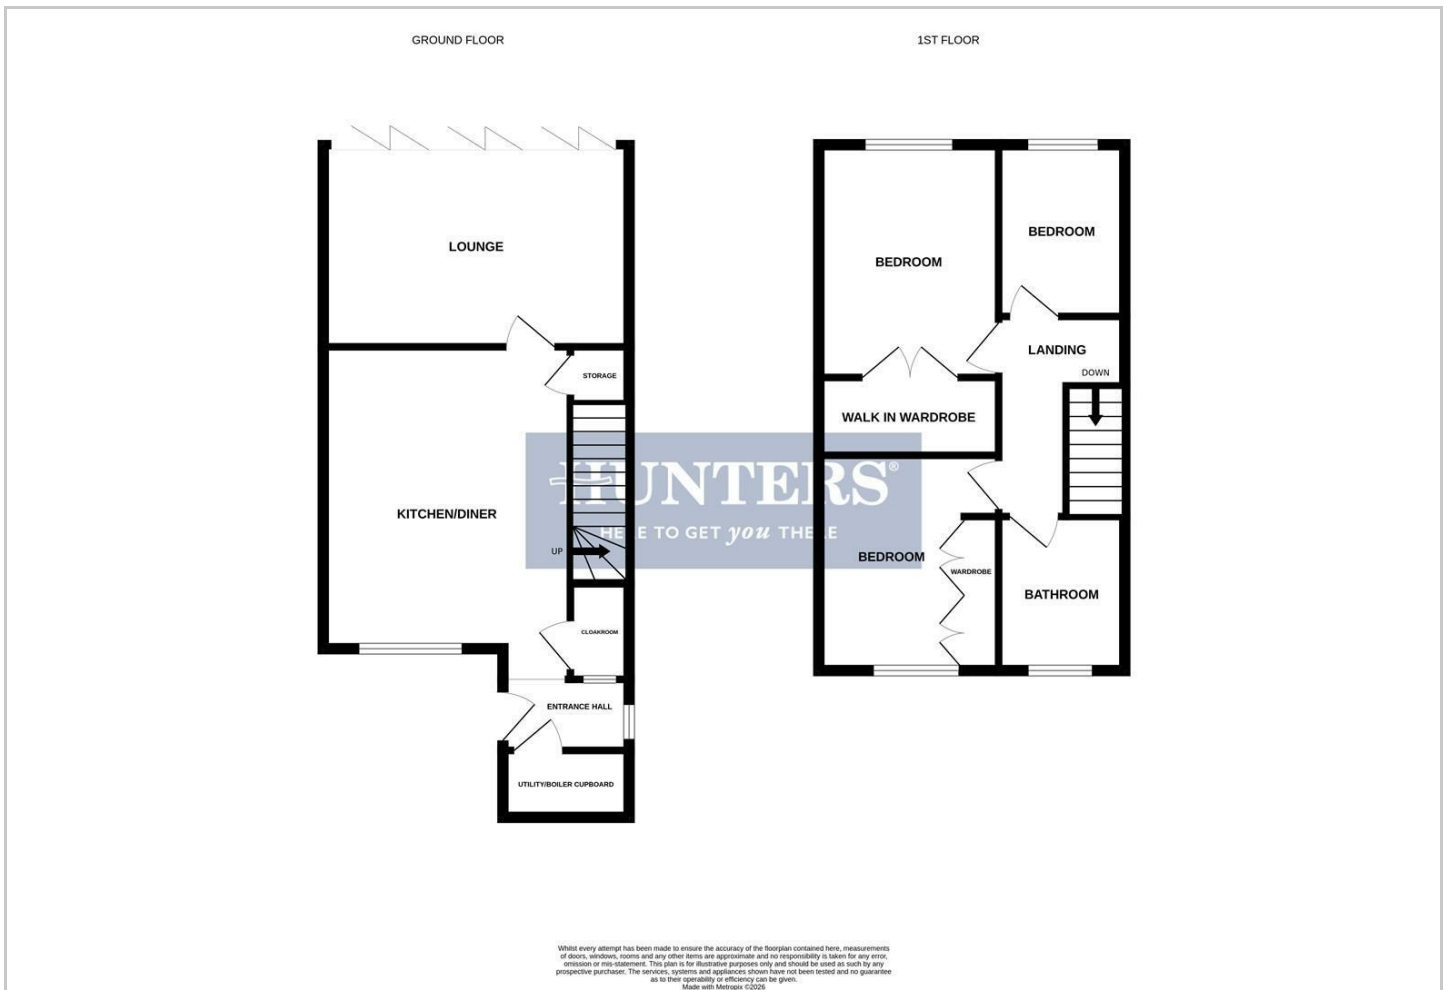 GROUND FLOOR
1ST FLOOR
LOUNGE
STORAGE
KITCHEN/DINER
UP
CLOAKROOM
ENTRANCE HALL
UTILITY/BOILER CUPBOARD
BEDROOM
BEDROOM
LANDING
DOWN
WALK IN WARDROBE
BEDROOM
WARDROBE
BATHROOM
HUNTERS®
HERE TO GET you THERE
Whilst every attempt has been made to ensure the accuracy of the floorplan contained here, measurements
of doors, windows, rooms and any other items are approximate and no responsibility is taken for any error,
omission or mis-statement. This plan is for illustrative purposes only and should be used as such by any
prospective purchaser. The services, systems and appliances shown have not been tested and no guarantee
as to their operability or efficiency can be given.
Made with Metropix ©2026